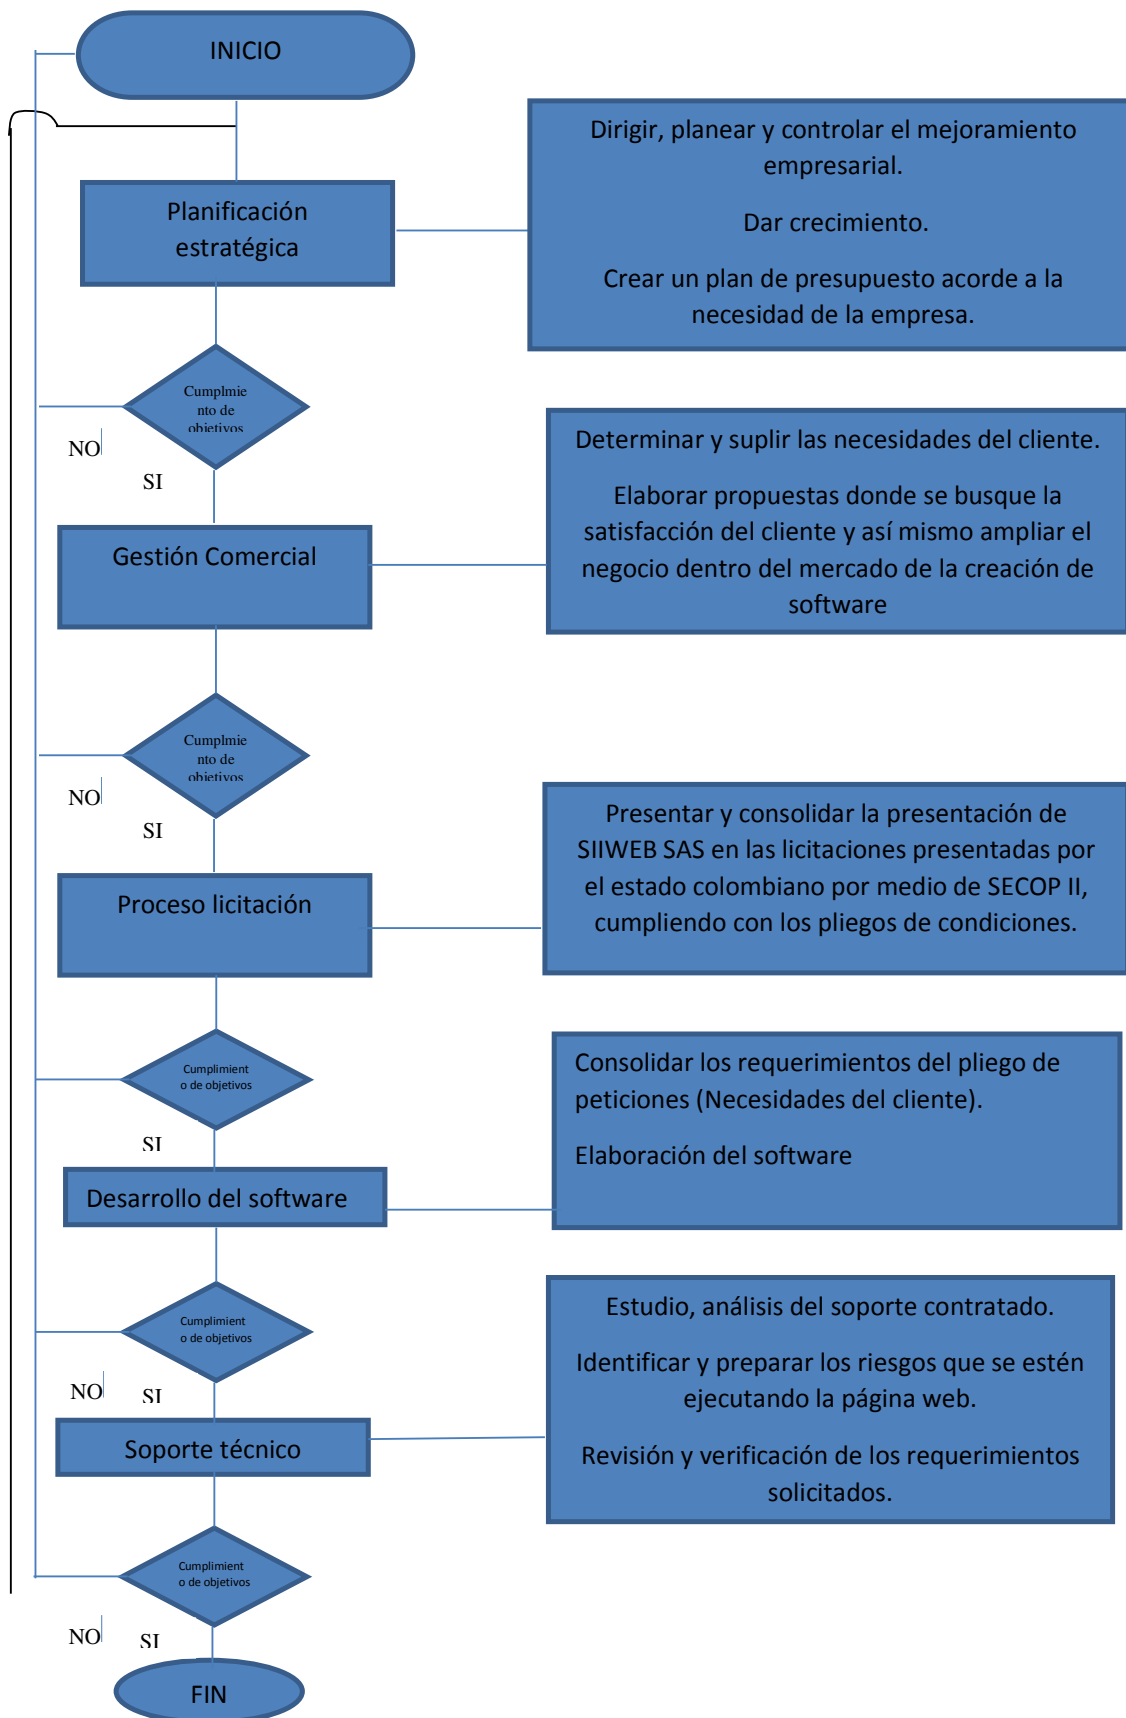 INICIO
Dirigir, planear y controlar el mejoramiento
empresarial.
Dar crecimiento.
Crear un plan de presupuesto acorde a la
necesidad de la empresa.
Planificación
estratégica
Cumplmie
nto de
objetivos
NO
SI
Determinar y suplir las necesidades del cliente.
Elaborar propuestas donde se busque la
satisfacción del cliente y así mismo ampliar el
negocio dentro del mercado de la creación de
software
Gestión Comercial
Cumplmie
nto de
objetivos
NO
SI
Presentar y consolidar la presentación de
SIIWEB SAS en las licitaciones presentadas por
el estado colombiano por medio de SECOP II,
cumpliendo con los pliegos de condiciones.
Proceso licitación
Cumplimient
o de objetivos
SI
Consolidar los requerimientos del pliego de
peticiones (Necesidades del cliente).
Elaboración del software
Desarrollo del software
Cumplimient
o de objetivos
NO
SI
Estudio, análisis del soporte contratado.
Identificar y preparar los riesgos que se estén
ejecutando la página web.
Revisión y verificación de los requerimientos
solicitados.
Soporte técnico
Cumplimient
o de objetivos
NO
SI
FIN